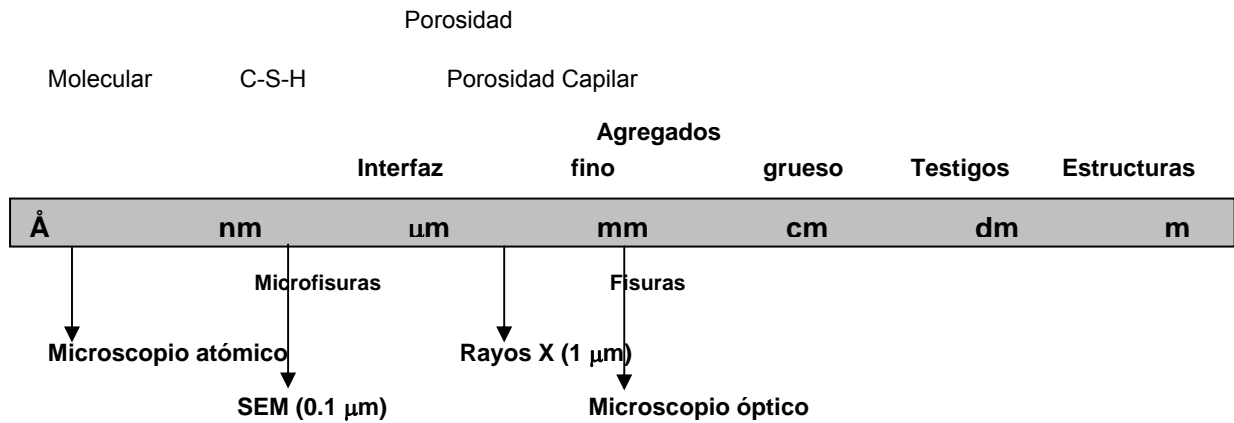 Porosidad
Molecular C-S-H Porosidad Capilar
Agregados
Interfaz fino grueso Testigos Estructuras
Å nm μm mm cm dm m
Microfisuras Fisuras
Microscopio atómico Rayos X (1 μm)
SEM (0.1 μm) Microscopio óptico